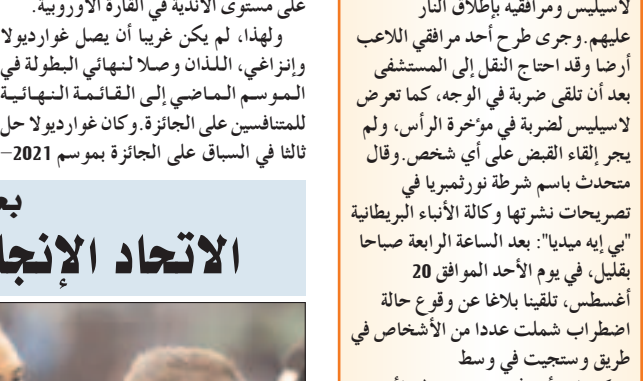 لاسيليس ومرافقيه بإطلاق النار
عليهم.وجرى طرح أحد مرافقي اللاعب
أرضا وقد احتاج النقل إلى المستشفى
بعد أن تلقى ضربة في الوجه، كما تعرض
لاسيليس لضربة في مؤخرة الرأس، ولم
يجر إلقاء القبض على أي شخص.وقال
متحدث باسم شرطة نورثمبريا في
تصريحات نشرتها وكالة الأنباء البريطانية
"بي إيه ميديا": بعد الساعة الرابعة صباحا
بقليل، في يوم الأحد الموافق 20
أغسطس، تلقينا بلاغا عن وقوع حالة
اضطراب شملت عددا من الأشخاص في
طريق وستجيت في وسط
على مستوى الأندية في القارة الأوروبية.
ولهذا، لم يكن غريبا أن يصل غوارديولا
وإنزاغي، اللذان وصلا لنهائي البطولة في
الموسم الماضي إلى القائمة النهائية
للمتنافسين على الجائزة.وكان غوارديولا حل
ثالثا في السباق على الجائزة بموسم 2021–
الاتحاد الإنجا